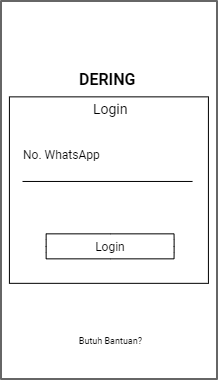 DERING
Login
No. WhatsApp
Login
Butuh Bantuan?